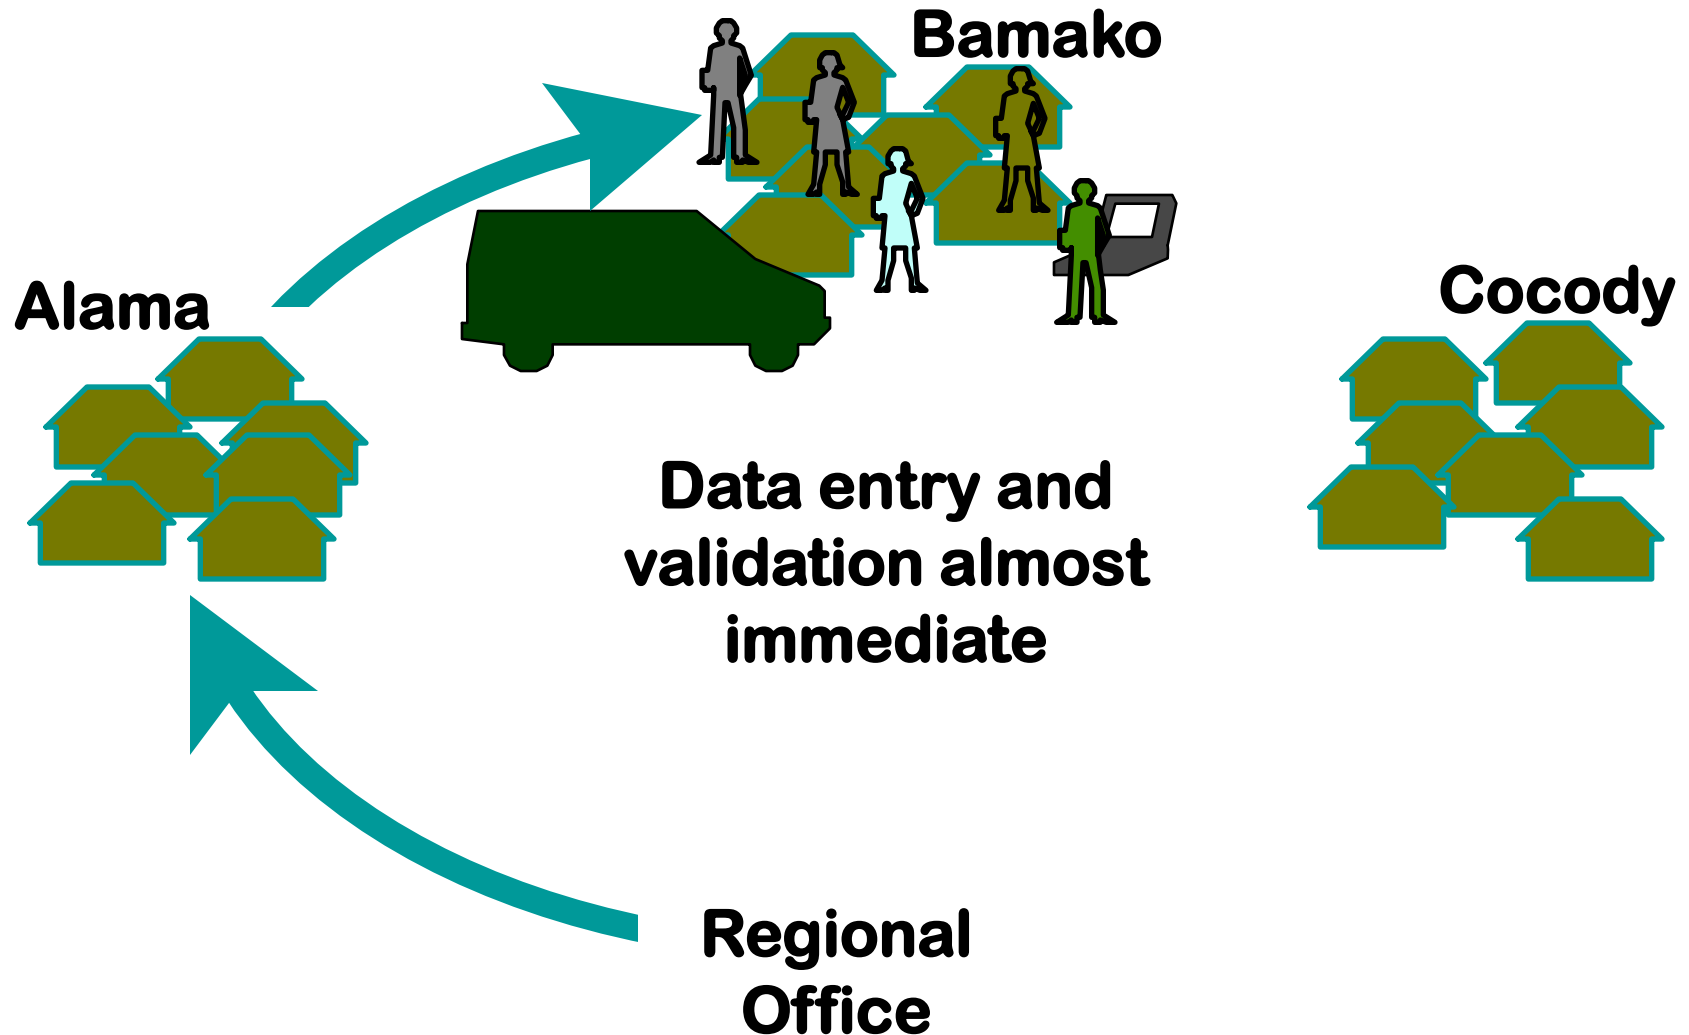 Bamako
Alama
Cocody
Data entry and
validation almost
immediate
Regional
Office